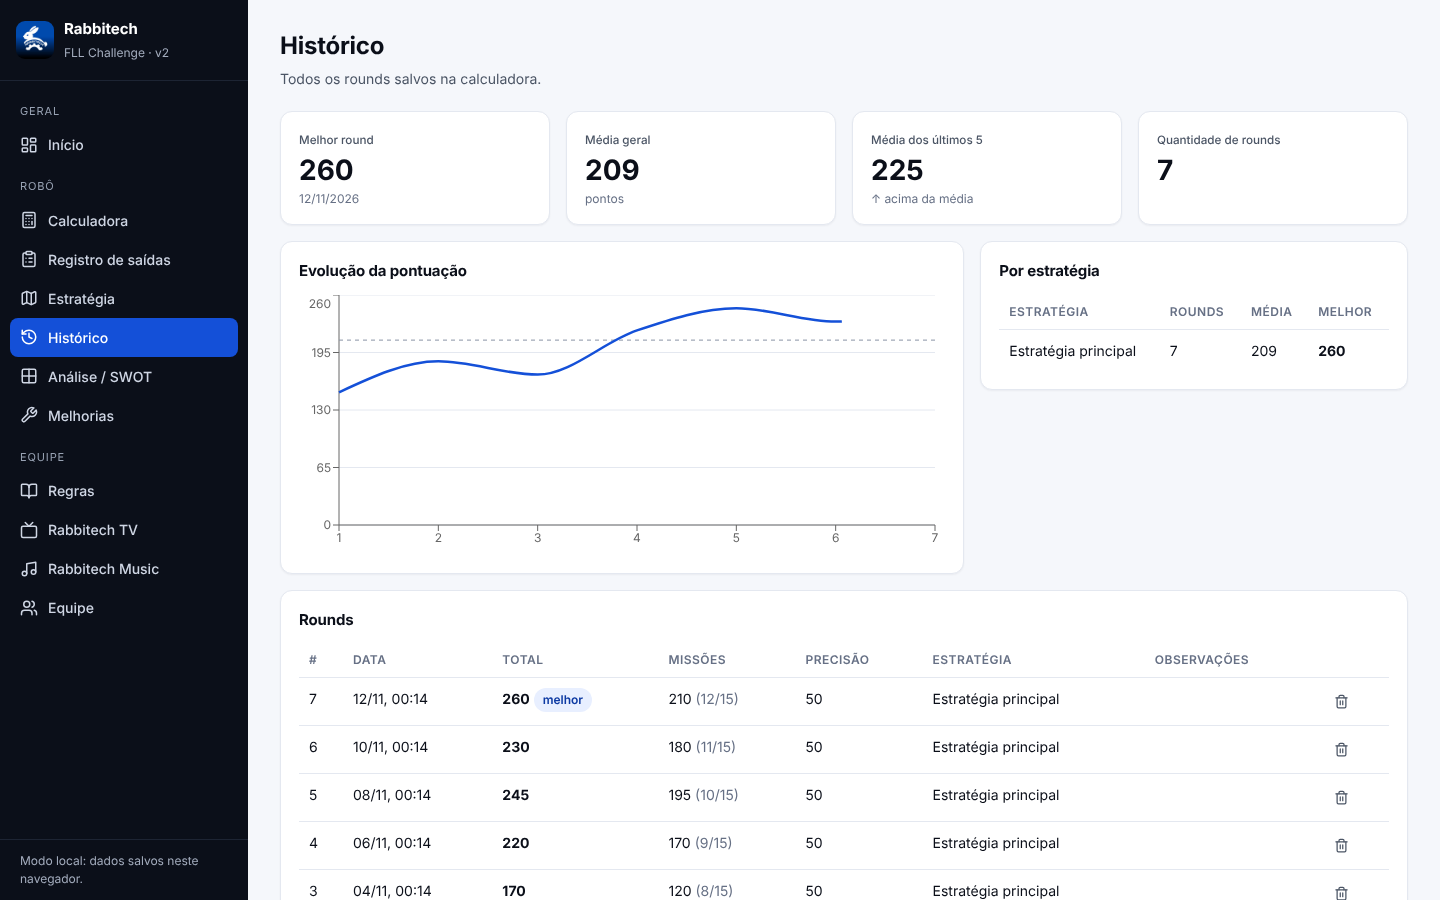 Rabbitech
FLL Challenge · v2
GERAL
Início
ROBÔ
Calculadora
Registro de saídas
Estratégia
Histórico
Análise / SWOT
Melhorias
EQUIPE
Regras
Rabbitech TV
Rabbitech Music
Equipe
Modo local: dados salvos neste
navegador.
Histórico
Todos os rounds salvos na calculadora.
Melhor round
260
12/11/2026
Média geral
209
pontos
Média dos últimos 5
225
↑ acima da média
Quantidade de rounds
7
Evolução da pontuação
260
195
130
65
0
1 2 3 4 5 6 7
Por estratégia
ESTRATÉGIA ROUNDS MÉDIA MELHOR
Estratégia principal 7 209 260
Rounds
# DATA TOTAL MISSÕES PRECISÃO ESTRATÉGIA OBSERVAÇÕES
7 12/11, 00:14 260 melhor 210 (12/15) 50 Estratégia principal
6 10/11, 00:14 230 180 (11/15) 50 Estratégia principal
5 08/11, 00:14 245 195 (10/15) 50 Estratégia principal
4 06/11, 00:14 220 170 (9/15) 50 Estratégia principal
3 04/11, 00:14 170 120 (8/15) 50 Estratégia principal